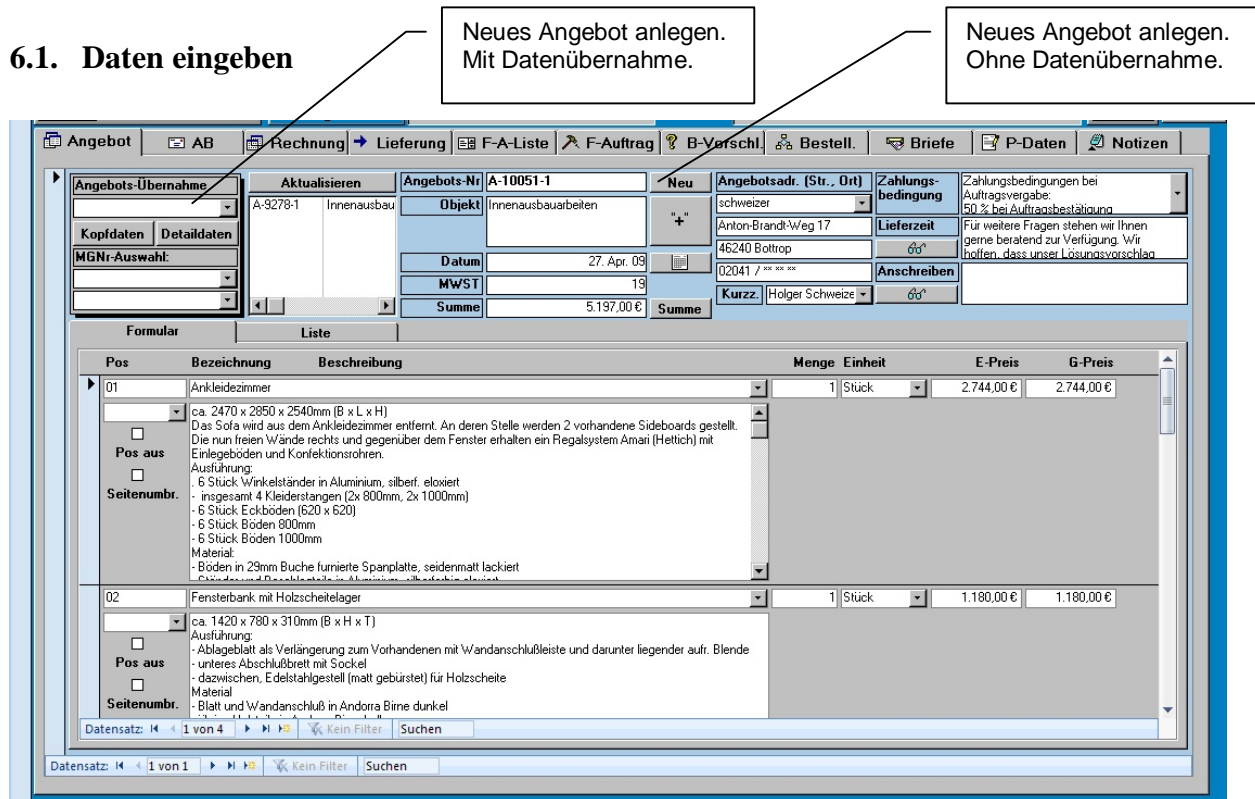 Neues Angebot anlegen.
Mit Datenübernahme.
Neues Angebot anlegen.
Ohne Datenübernahme.
6.1. Daten eingeben
Angebot AB Rechnung Lieferung F-A-Liste F-Auftrag B-Vorschl. Bestell. Briefe P-Daten Notizen
Angebots-Übernahme
Kopfdaten Detaildaten
MGNr-Auswahl:
Aktualisieren
A-9278-1 Innenausbau
Angebots-Nr A-10051-1
Objekt Innenausbauarbeiten
Datum 27. Apr. 09
MWST 19
Summe 5.197,00 €
Neu
"+"
Summe
Angebotsadr. (Str., Ort)
schweizer
Anton-Brandt-Weg 17
46240 Bottrop
02041 / ** ** **
Kurzz. Holger Schweize
Zahlungs-
bedingung
Zahlungsbedingungen bei
Auftragsvergabe:
50 % bei Auftragsbestätigung
Lieferzeit
Für weitere Fragen stehen wir Ihnen
gerne beratend zur Verfügung. Wir
hoffen, dass unser Lösungsvorschlag
Anschreiben
Formular Liste
Pos Bezeichnung Beschreibung Menge Einheit E-Preis G-Preis
01 Ankleidezimmer 1 Stück 2.744,00 € 2.744,00 €
Pos aus
Seitenumbr.
ca. 2470 x 2850 x 2540mm (B x L x H)
Das Sofa wird aus dem Ankleidezimmer entfernt. An deren Stelle werden 2 vorhandene Sideboards gestellt.
Die nun freien Wände rechts und gegenüber dem Fenster erhalten ein Regalsystem Amari (Hettich) mit
Einlegeböden und Konfektionsrohren.
Ausführung:
. 6 Stück Winkelständer in Aluminium, silberf. eloxiert
- insgesamt 4 Kleiderstangen (2x 800mm, 2x 1000mm)
- 6 Stück Eckböden (620 x 620)
- 6 Stück Böden 800mm
- 6 Stück Böden 1000mm
Material:
- Böden in 29mm Buche furnierte Spanplatte, seidenmatt lackiert
02 Fensterbank mit Holzscheitelager 1 Stück 1.180,00 € 1.180,00 €
Pos aus
Seitenumbr.
ca. 1420 x 780 x 310mm (B x H x T)
Ausführung:
- Ablageblatt als Verlängerung zum Vorhandenen mit Wandanschlußleiste und darunter liegender aufr. Blende
- unteres Abschlußbrett mit Sockel
- dazwischen, Edelstahlgestell (matt gebürstet) für Holzscheite
Material
- Blatt und Wandanschluß in Andorra Birne dunkel
Datensatz: 1 von 4 Kein Filter Suchen
Datensatz: 1 von 1 Kein Filter Suchen